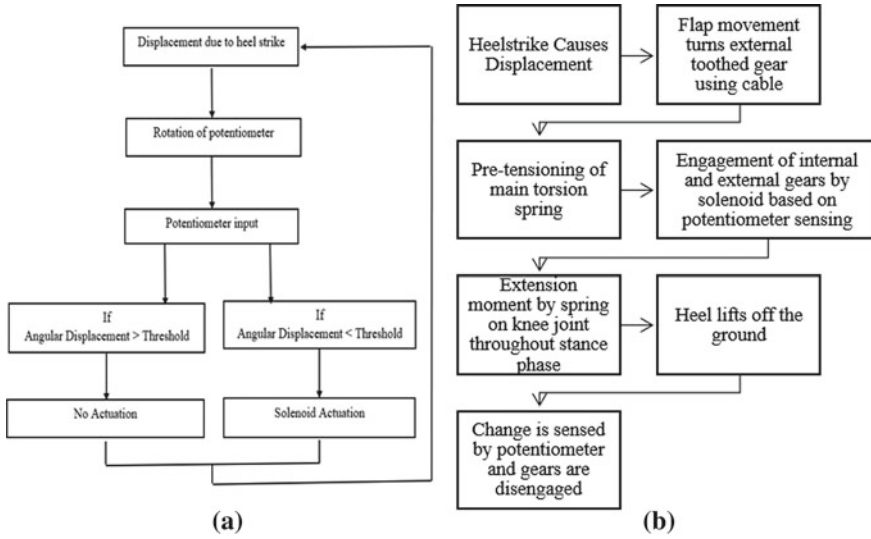 Displacement due to heel strike
Rotation of potentiometer
Potentiometer input
If
Angular Displacement > Threshold
If
Angular Displacement < Threshold
No Actuation
Solenoid Actuation
(a)
Heelstrike Causes
Displacement
Flap movement
turns external
toothed gear
using cable
Pre-tensioning of
main torsion
spring
Engagement of internal
and external gears by
solenoid based on
potentiometer sensing
Extension
moment by spring
on knee joint
throughout stance
phase
Heel lifts off the
ground
Change is sensed
by potentiometer
and gears are
disengaged
(b)